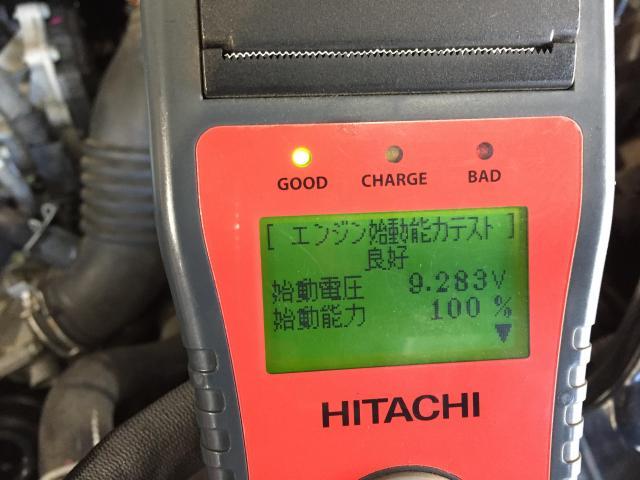 GOOD CHARGE BAD
[ エンジン始動能力テスト ]
良好
始動電圧 9.283V
始動能力 100 %
▼
HITACHI